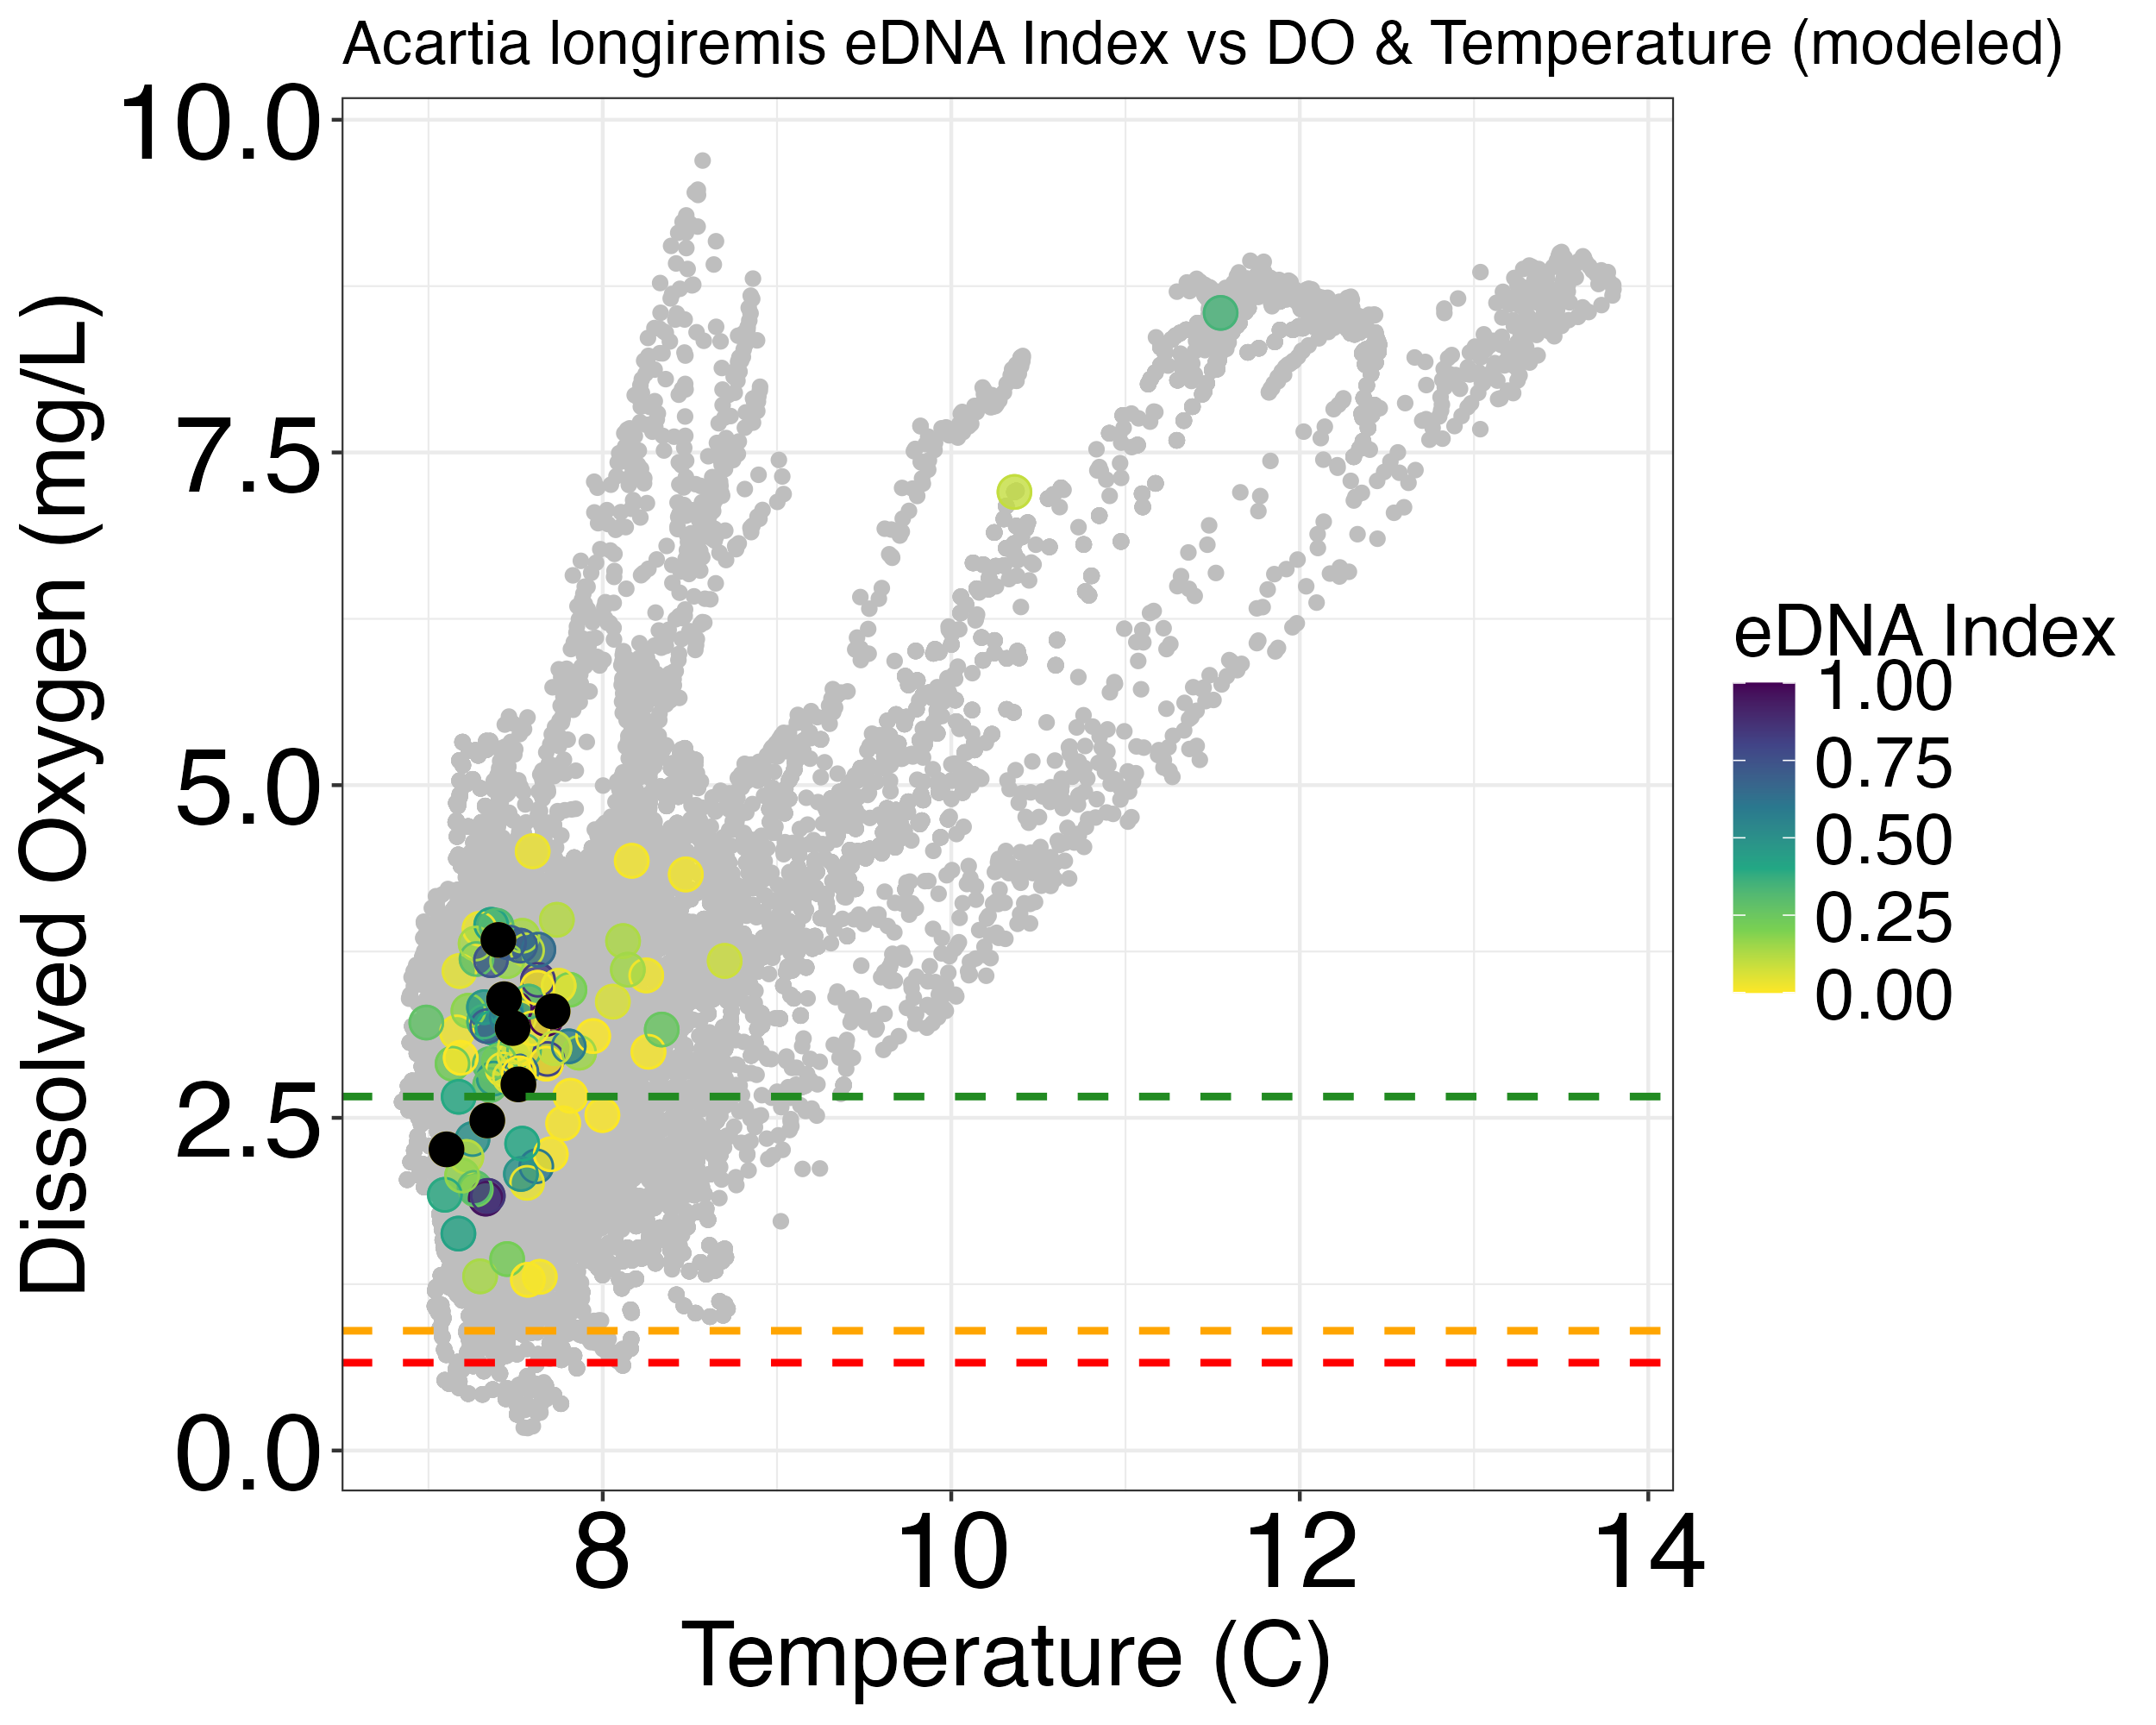 Acartia longiremis eDNA Index vs DO & Temperature (modeled)
10.0
7.5
5.0
2.5
0.0
Dissolved Oxygen (mg/L)
8 10 12 14
Temperature (C)
eDNA Index
1.00
0.75
0.50
0.25
0.00